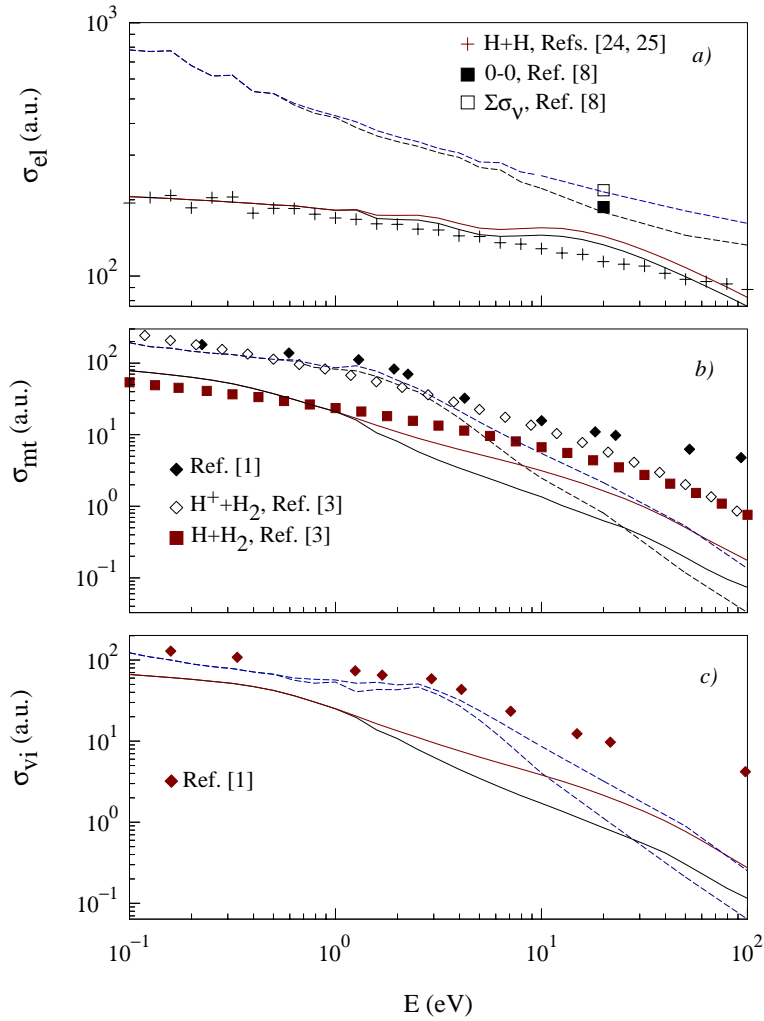 10^3
H+H, Refs. [24, 25]
a)
0-0, Ref. [8]
Σσ_ν, Ref. [8]
σ_el (a.u.)
10^2
10^2
b)
10^1
σ_mt (a.u.)
Ref. [1]
10^0
H^++H_2, Ref. [3]
H+H_2, Ref. [3]
10^-1
10^2
c)
10^1
σ_vi (a.u.)
Ref. [1]
10^0
10^-1
10^-1 10^0 10^1 10^2
E (eV)